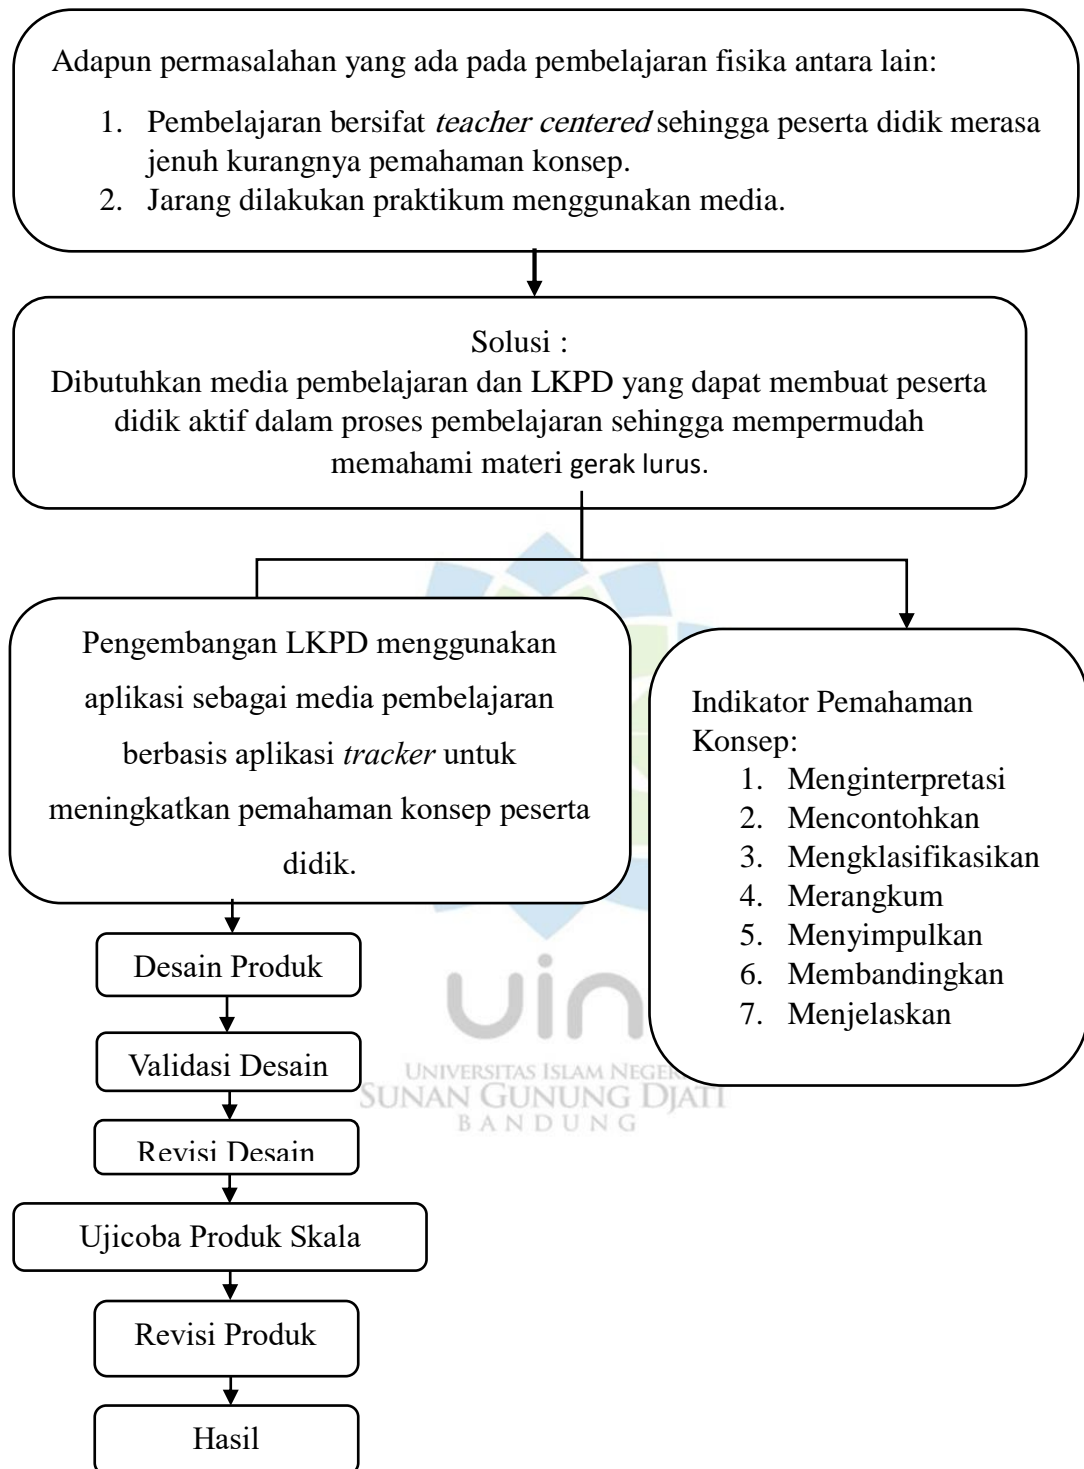 Adapun permasalahan yang ada pada pembelajaran fisika antara lain:
1. Pembelajaran bersifat teacher centered sehingga peserta didik merasa
jenuh kurangnya pemahaman konsep.
2. Jarang dilakukan praktikum menggunakan media.
Solusi :
Dibutuhkan media pembelajaran dan LKPD yang dapat membuat peserta
didik aktif dalam proses pembelajaran sehingga mempermudah
memahami materi gerak lurus.
Pengembangan LKPD menggunakan
aplikasi sebagai media pembelajaran
berbasis aplikasi tracker untuk
meningkatkan pemahaman konsep peserta
didik.
Indikator Pemahaman
Konsep:
1. Menginterpretasi
2. Mencontohkan
3. Mengklasifikasikan
4. Merangkum
5. Menyimpulkan
6. Membandingkan
7. Menjelaskan
Desain Produk
Validasi Desain
Revisi Desain
Ujicoba Produk Skala
Revisi Produk
Hasil
uin
UNIVERSITAS ISLAM NEGERI
SUNAN GUNUNG DJATI
BANDUNG